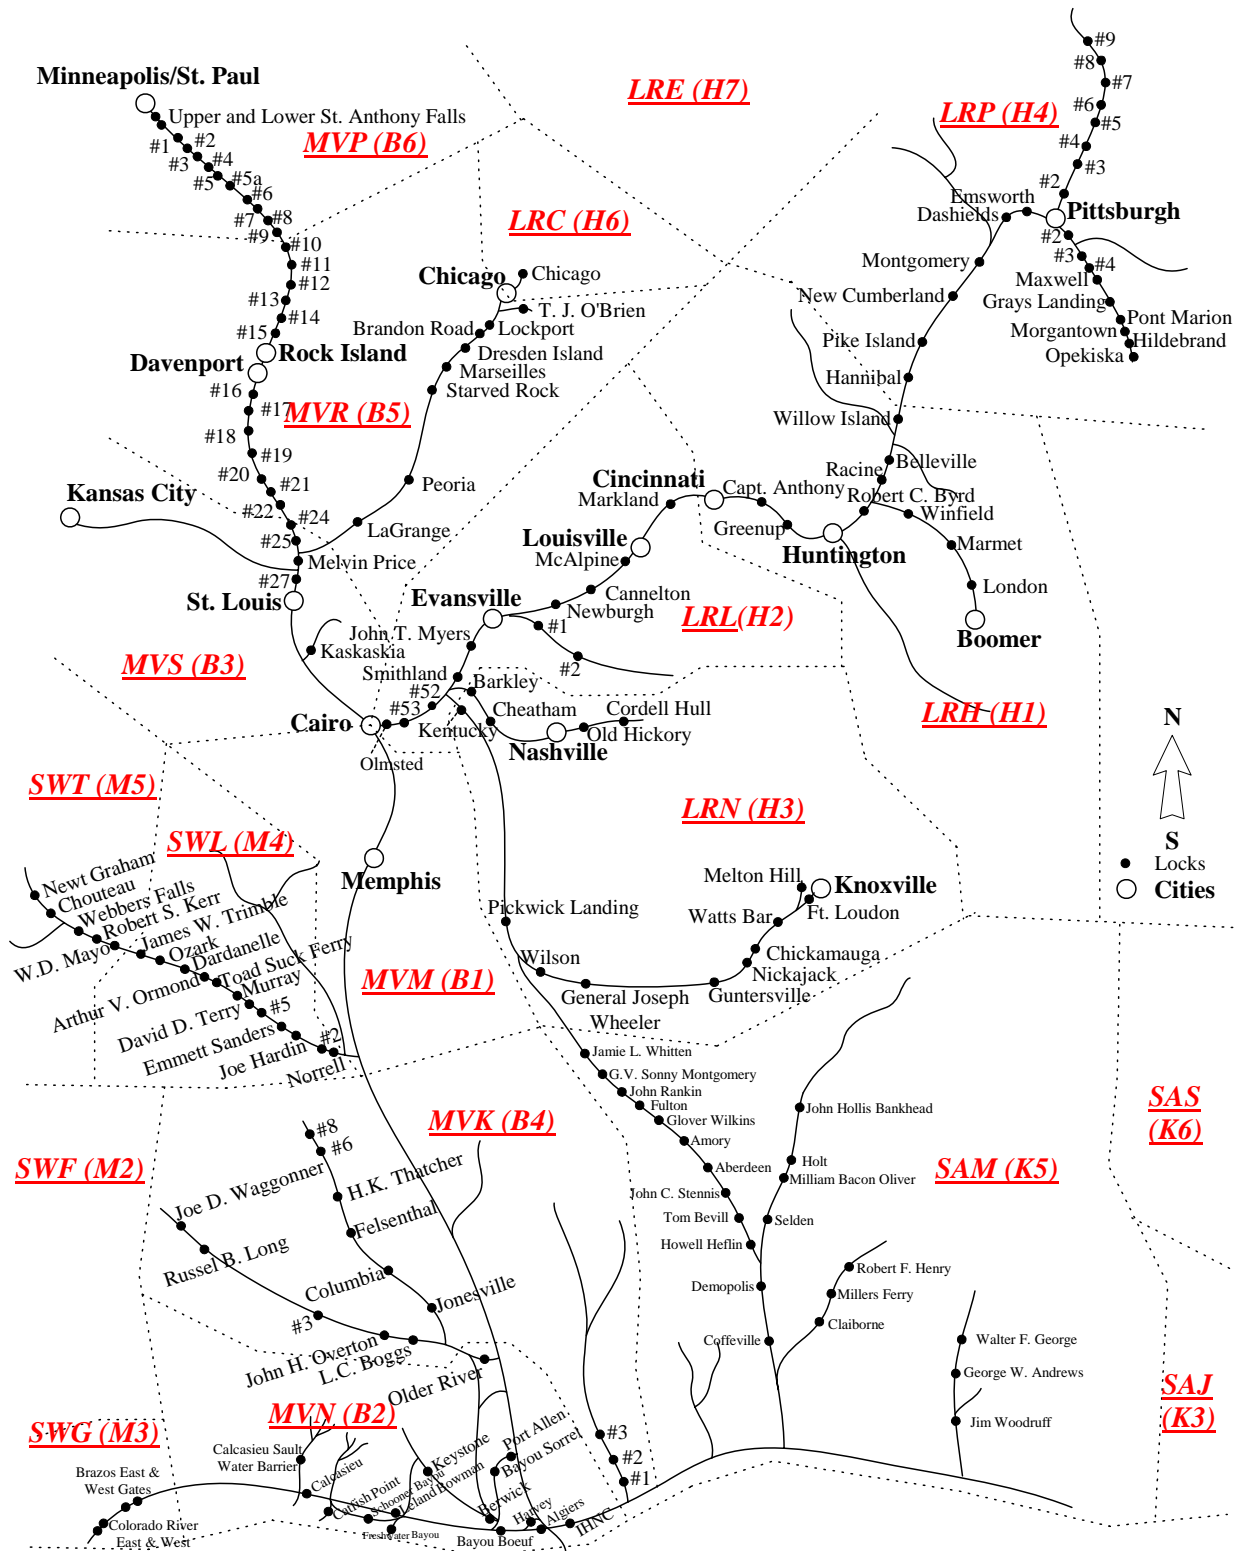 #9
#8
#7
#6
#5
#4
#3
#2
LRP (H4)
LRE (H7)
Minneapolis/St. Paul
Upper and Lower St. Anthony Falls
MVP (B6)
#1
#2
#3
#4
#5
#5a
#6
#7
#8
#9
#10
#11
#12
#13
#14
#15
LRC (H6)
Chicago
Chicago
T. J. O'Brien
Brandon Road
Lockport
Dresden Island
Marseilles
Starved Rock
Peoria
LaGrange
Rock Island
Davenport
#16
#17
MVR (B5)
#18
#19
#20
#21
#22
#24
#25
Melvin Price
#27
Kansas City
St. Louis
Kaskaskia
MVS (B3)
Emsworth
Dashields
Pittsburgh
#2
#3
#4
Montgomery
Maxwell
New Cumberland
Grays Landing
Pont Marion
Morgantown
Hildebrand
Opekiska
Pike Island
Hannibal
Willow Island
Belleville
Racine
Robert C. Byrd
Winfield
Marmet
London
Boomer
Huntington
Greenup
Capt. Anthony
Cincinnati
Markland
Louisville
McAlpine
Cannelton
Newburgh
Evansville
#1
#2
LRL(H2)
John T. Myers
Smithland
#52
#53
Barkley
Cheatham
Cordell Hull
Old Hickory
Nashville
Kentucky
Cairo
Olmsted
LRH (H1)
N
S
Locks
Cities
SWT (M5)
SWL (M4)
Memphis
LRN (H3)
Melton Hill
Knoxville
Ft. Loudon
Watts Bar
Chickamauga
Nickajack
Guntersville
General Joseph
Wheeler
Wilson
Pickwick Landing
MVM (B1)
Newt Graham
Chouteau
Webbers Falls
Robert S. Kerr
W.D. Mayo
James W. Trimble
Ozark
Dardanelle
Arthur V. Ormond
Toad Suck Ferry
Murray
David D. Terry
#5
Emmett Sanders
Joe Hardin
#2
Norrell
Jamie L. Whitten
G.V. Sonny Montgomery
John Rankin
Fulton
Glover Wilkins
Amory
Aberdeen
John C. Stennis
Tom Bevill
Howell Heflin
John Hollis Bankhead
Holt
Milliam Bacon Oliver
Selden
Demopolis
Coffeville
Robert F. Henry
Millers Ferry
Claiborne
Walter F. George
George W. Andrews
Jim Woodruff
SAS
(K6)
SAM (K5)
SAJ
(K3)
MVK (B4)
SWF (M2)
#8
#6
H.K. Thatcher
Felsenthal
Columbia
Jonesville
Joe D. Waggonner
Russel B. Long
#3
John H. Overton
L.C. Boggs
Older River
MVN (B2)
SWG (M3)
Calcasieu Sault
Water Barrier
Calcasieu
Brazos East &
West Gates
Colorado River
East & West
Catfish Point
Schooner Bayou
Leland Bowman
Freshwater Bayou
Keystone
Port Allen
Bayou Sorrel
Berwick
Bayou Boeuf
Harvey
Algiers
IHNC
#3
#2
#1